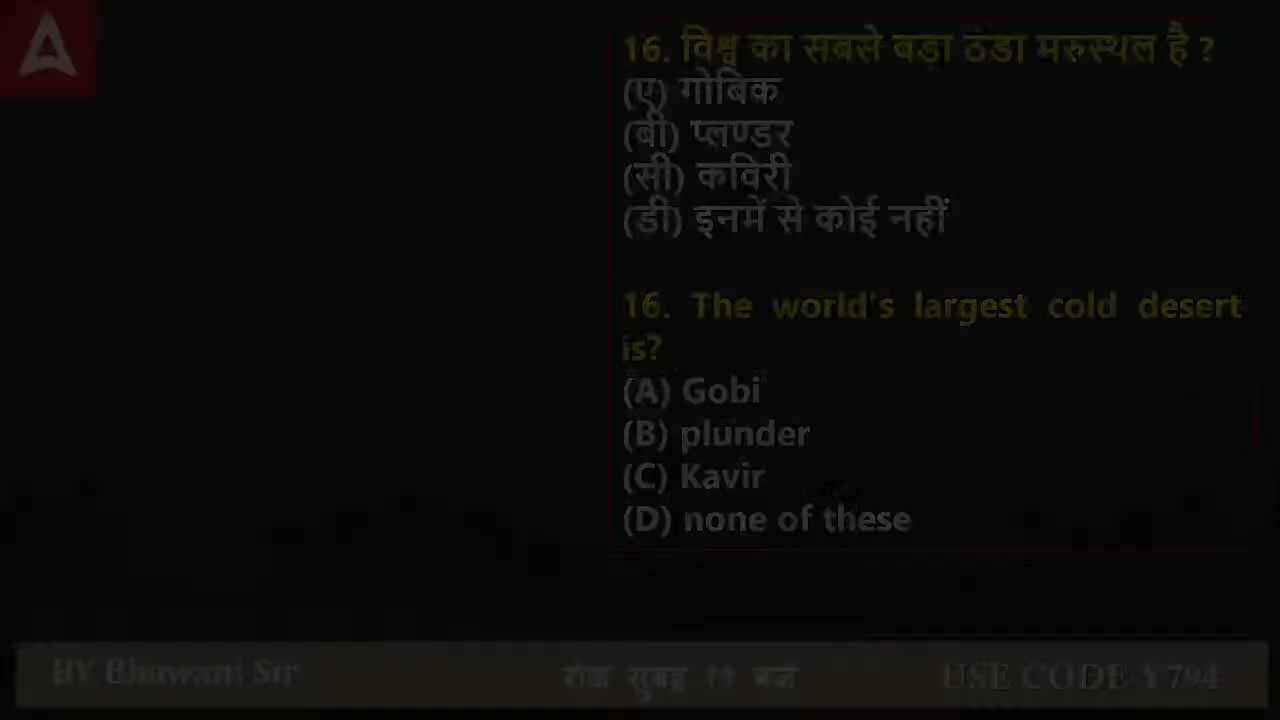 16. विश्व का सबसे बड़ा ठंडा मरुस्थल है ?
(ए) गोबिक
(बी) प्लण्डर
(सी) कविरी
(डी) इनमें से कोई नहीं
16. The world's largest cold desert
is?
(A) Gobi
(B) plunder
(C) Kavir
(D) none of these
BY Bhuwani Sir
रोज सुबह 11 बजे
USE CODE-Y794